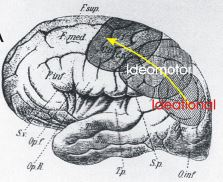 A
F.sup.
F.med.
Ideomotor
P.inf
Ideational
S.v.
Op.f.
Op.R.
T.p.
S.p.
O.inf